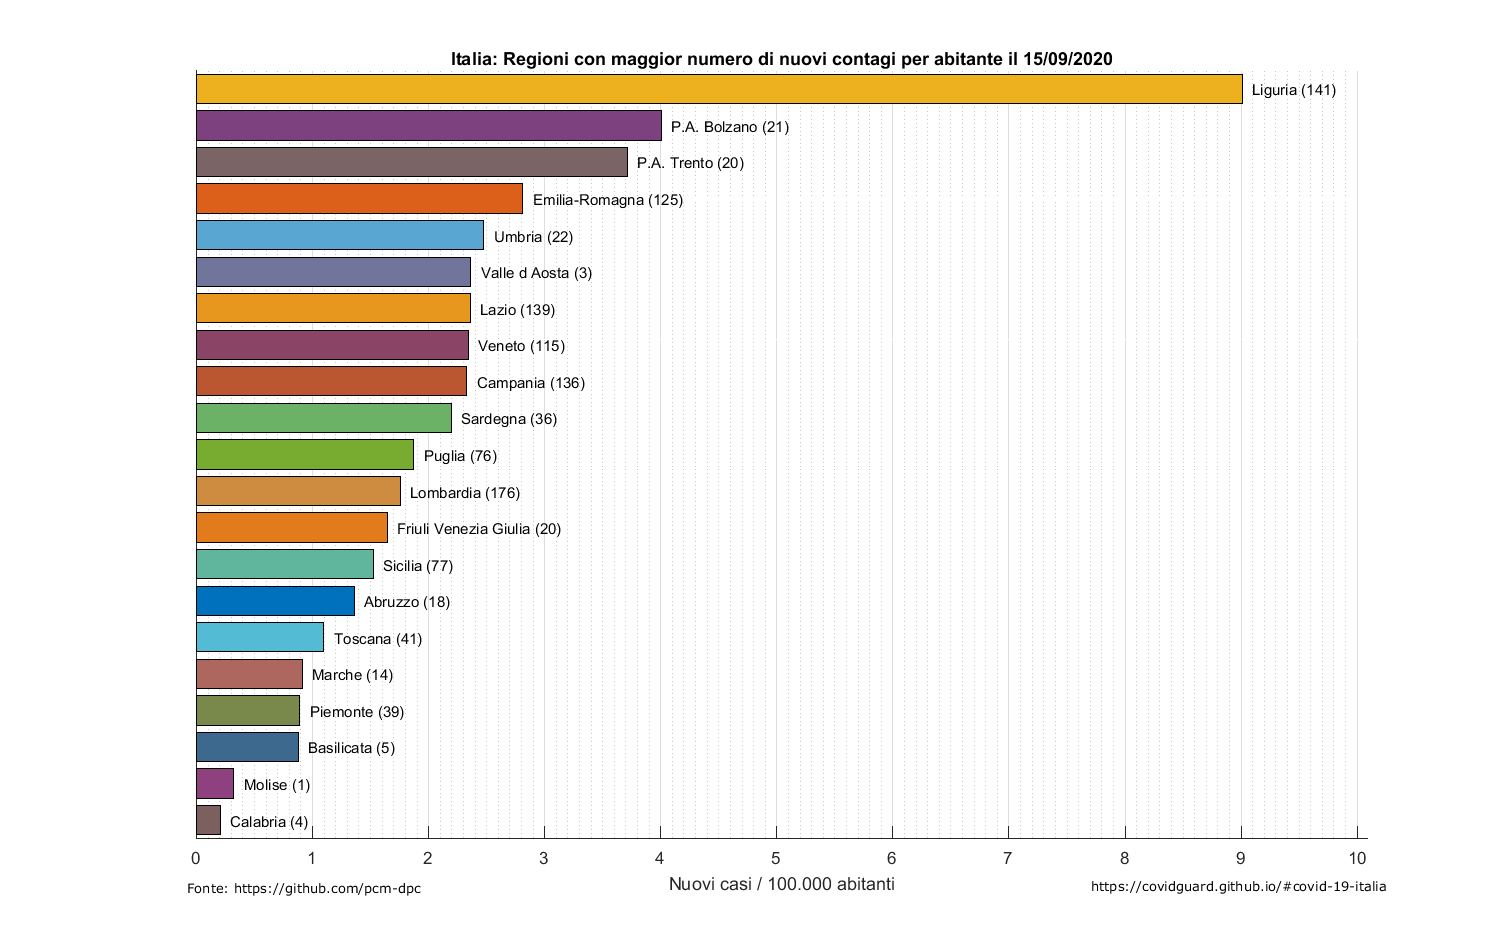 Italia: Regioni con maggior numero di nuovi contagi per abitante il 15/09/2020
Liguria (141)
P.A. Bolzano (21)
P.A. Trento (20)
Emilia-Romagna (125)
Umbria (22)
Valle d Aosta (3)
Lazio (139)
Veneto (115)
Campania (136)
Sardegna (36)
Puglia (76)
Lombardia (176)
Friuli Venezia Giulia (20)
Sicilia (77)
Abruzzo (18)
Toscana (41)
Marche (14)
Piemonte (39)
Basilicata (5)
Molise (1)
Calabria (4)
0 1 2 3 4 5 6 7 8 9 10
Nuovi casi / 100.000 abitanti
Fonte: https://github.com/pcm-dpc
https://covidguard.github.io/#covid-19-italia